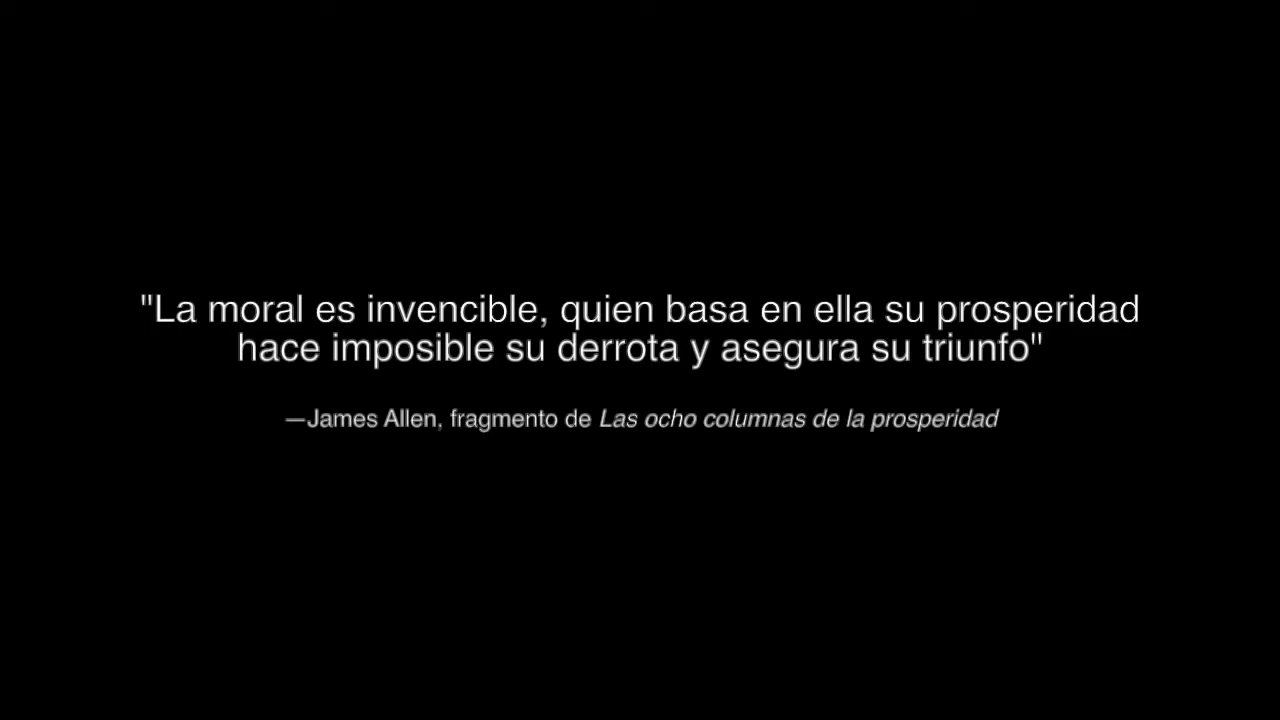 "La moral es invencible, quien basa en ella su prosperidad
hace imposible su derrota y asegura su triunfo"
—James Allen, fragmento de Las ocho columnas de la prosperidad